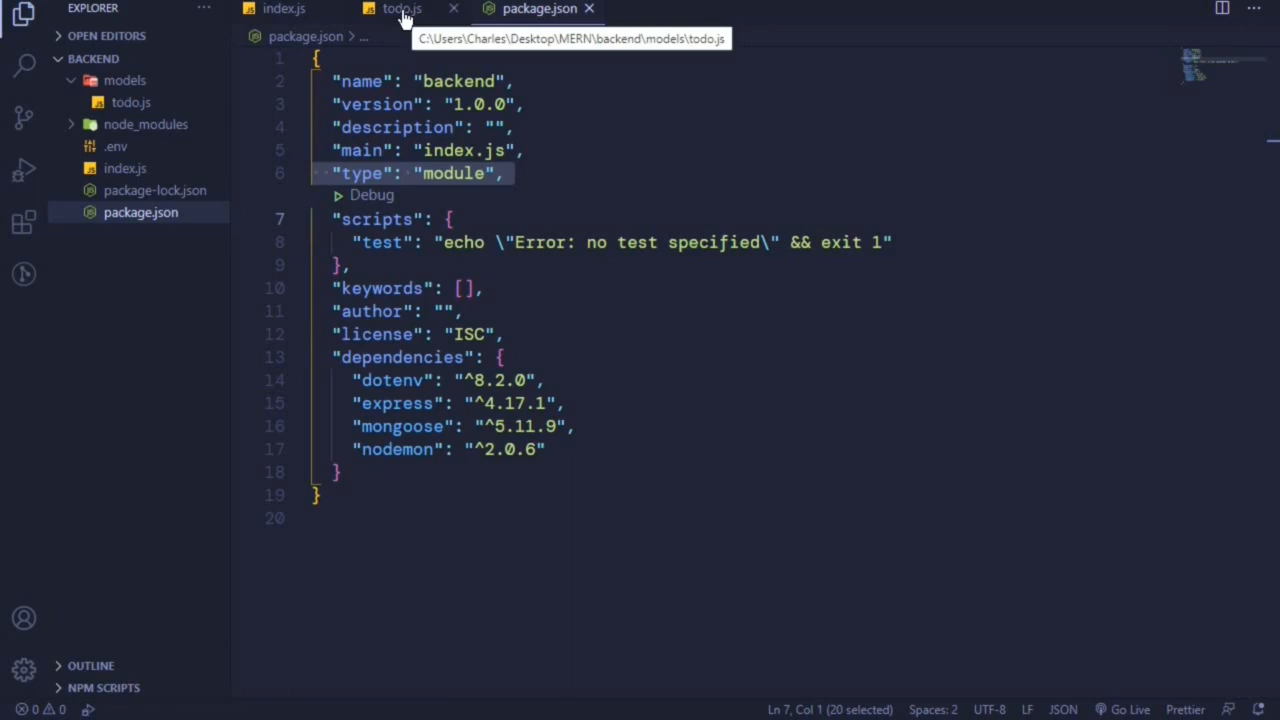 EXPLORER
···
index.js
todo.js
package.json
OPEN EDITORS
package.json > ...
C:\Users\Charles\Desktop\MERN\backend\models\todo.js
BACKEND
models
todo.js
node_modules
.env
index.js
package-lock.json
package.json
1 {
2 "name": "backend",
3 "version": "1.0.0",
4 "description": "",
5 "main": "index.js",
6 "type": "module",
Debug
7 "scripts": {
8 "test": "echo \"Error: no test specified\" && exit 1"
9 },
10 "keywords": [],
11 "author": "",
12 "license": "ISC",
13 "dependencies": {
14 "dotenv": "^8.2.0",
15 "express": "^4.17.1",
16 "mongoose": "^5.11.9",
17 "nodemon": "^2.0.6"
18 }
19 }
20
OUTLINE
NPM SCRIPTS
0 0 Ln 7, Col 1 (20 selected) Spaces: 2 UTF-8 LF JSON Go Live Prettier